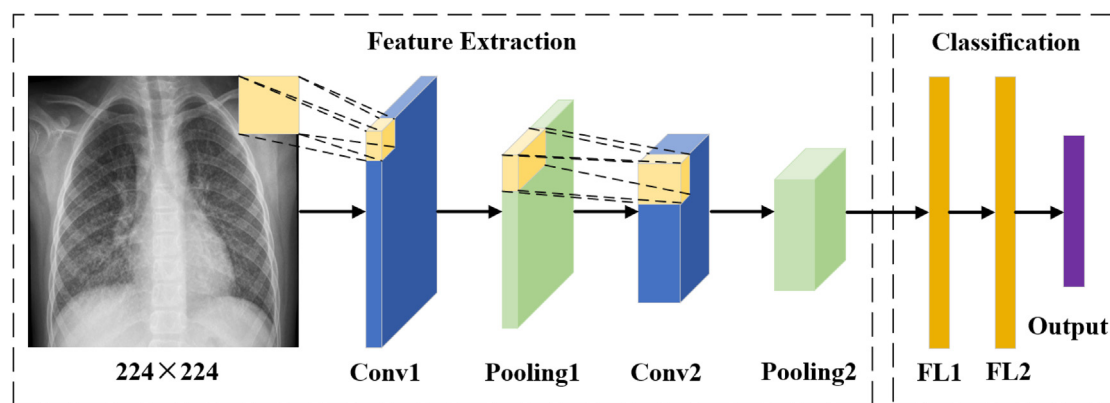 Feature Extraction
Classification
224×224
Conv1
Pooling1
Conv2
Pooling2
FL1
FL2
Output